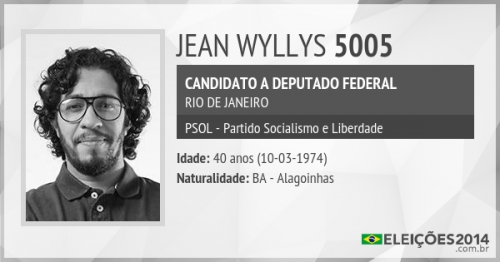 JEAN WYLLYS 5005
CANDIDATO A DEPUTADO FEDERAL
RIO DE JANEIRO
PSOL - Partido Socialismo e Liberdade
Idade: 40 anos (10-03-1974)
Naturalidade: BA - Alagoinhas
ELEIÇÕES2014
.com.br